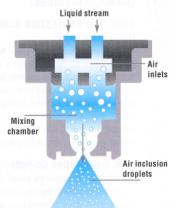 Liquid stream
Air
inlets
Mixing
chamber
Air inclusion
droplets